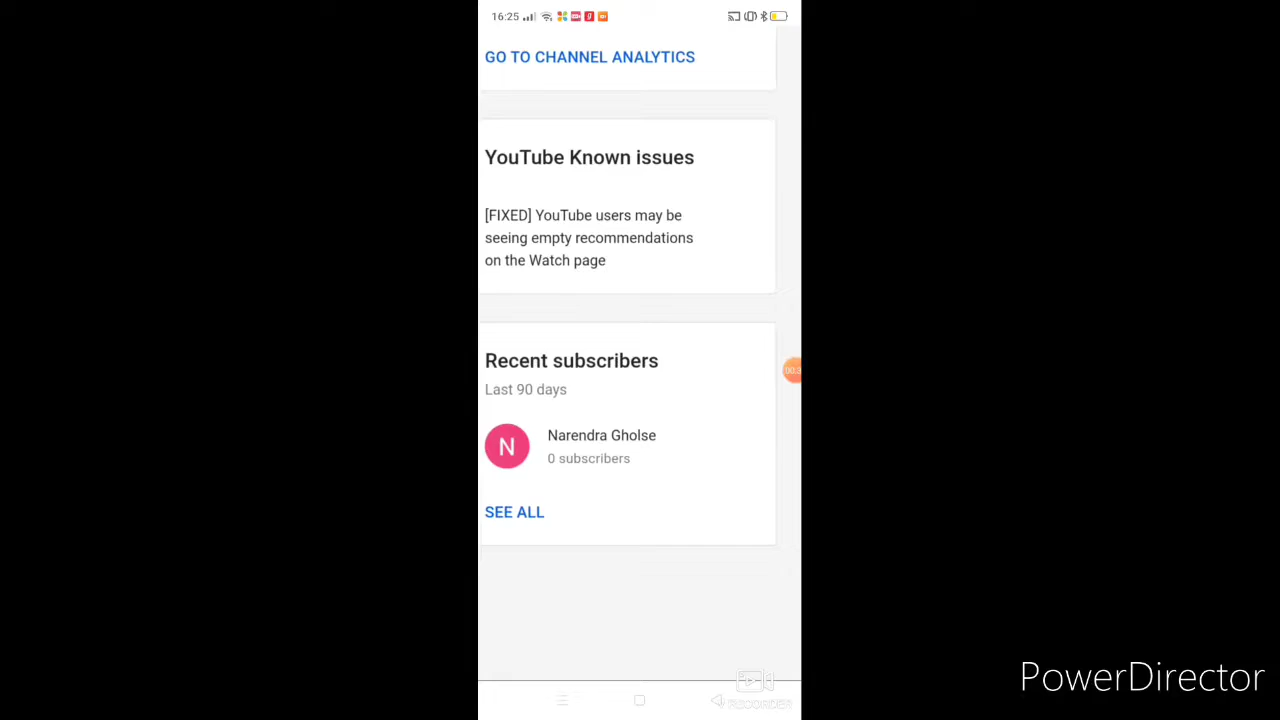 16:25
GO TO CHANNEL ANALYTICS
YouTube Known issues
[FIXED] YouTube users may be
seeing empty recommendations
on the Watch page
Recent subscribers
Last 90 days
N
Narendra Gholse
0 subscribers
SEE ALL
RECORDER
PowerDirector